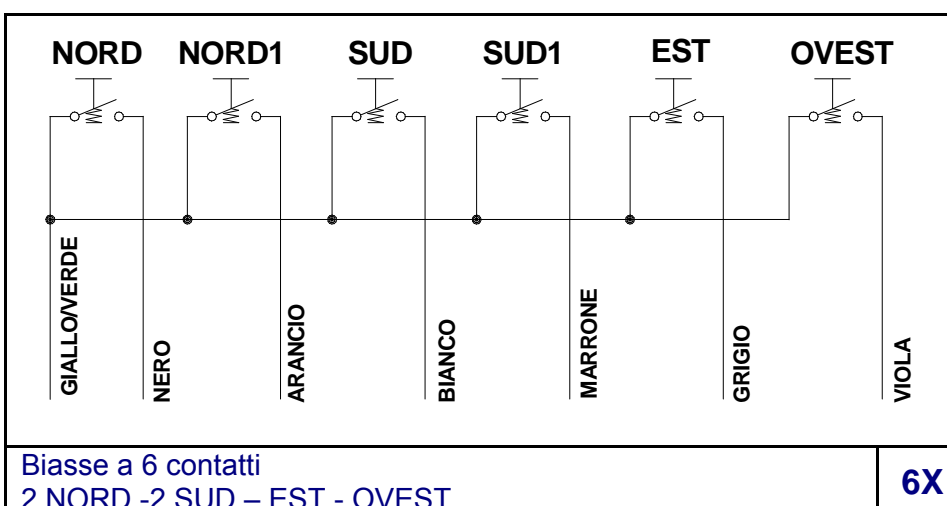 NORD NORD1 SUD SUD1 EST OVEST
GIALLO/VERDE
NERO
ARANCIO
BIANCO
MARRONE
GRIGIO
VIOLA
Biasse a 6 contatti
2 NORD -2 SUD – EST - OVEST
6X